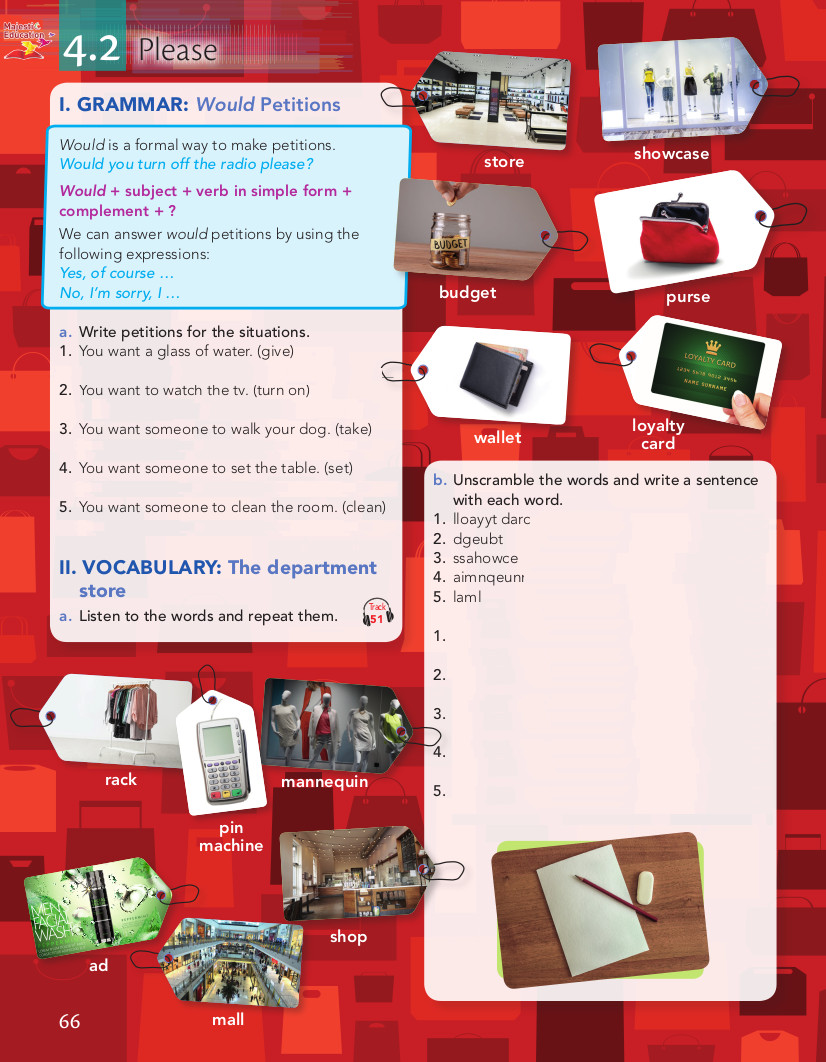 Majestic
Education
4.2 Please
I. GRAMMAR: Would Petitions
Would is a formal way to make petitions.
Would you turn off the radio please?
Would + subject + verb in simple form +
complement + ?
We can answer would petitions by using the
following expressions:
Yes, of course ...
No, I'm sorry, I ...
a. Write petitions for the situations.
1. You want a glass of water. (give)
2. You want to watch the tv. (turn on)
3. You want someone to walk your dog. (take)
4. You want someone to set the table. (set)
5. You want someone to clean the room. (clean)
II. VOCABULARY: The department
store
a. Listen to the words and repeat them.
Track
51
store
showcase
BUDGET
budget
purse
wallet
LOYALTY CARD
1234 5678 9012 3456
NAME SURNAME
loyalty
card
b. Unscramble the words and write a sentence
with each word.
1. lloayyt darc
2. dgeubt
3. ssahowce
4. aimnqeunr
5. laml
1.
2.
3.
4.
5.
rack
pin
machine
mannequin
shop
MEN
FACIAL
WASH
PEPPERMINT
ad
mall
66